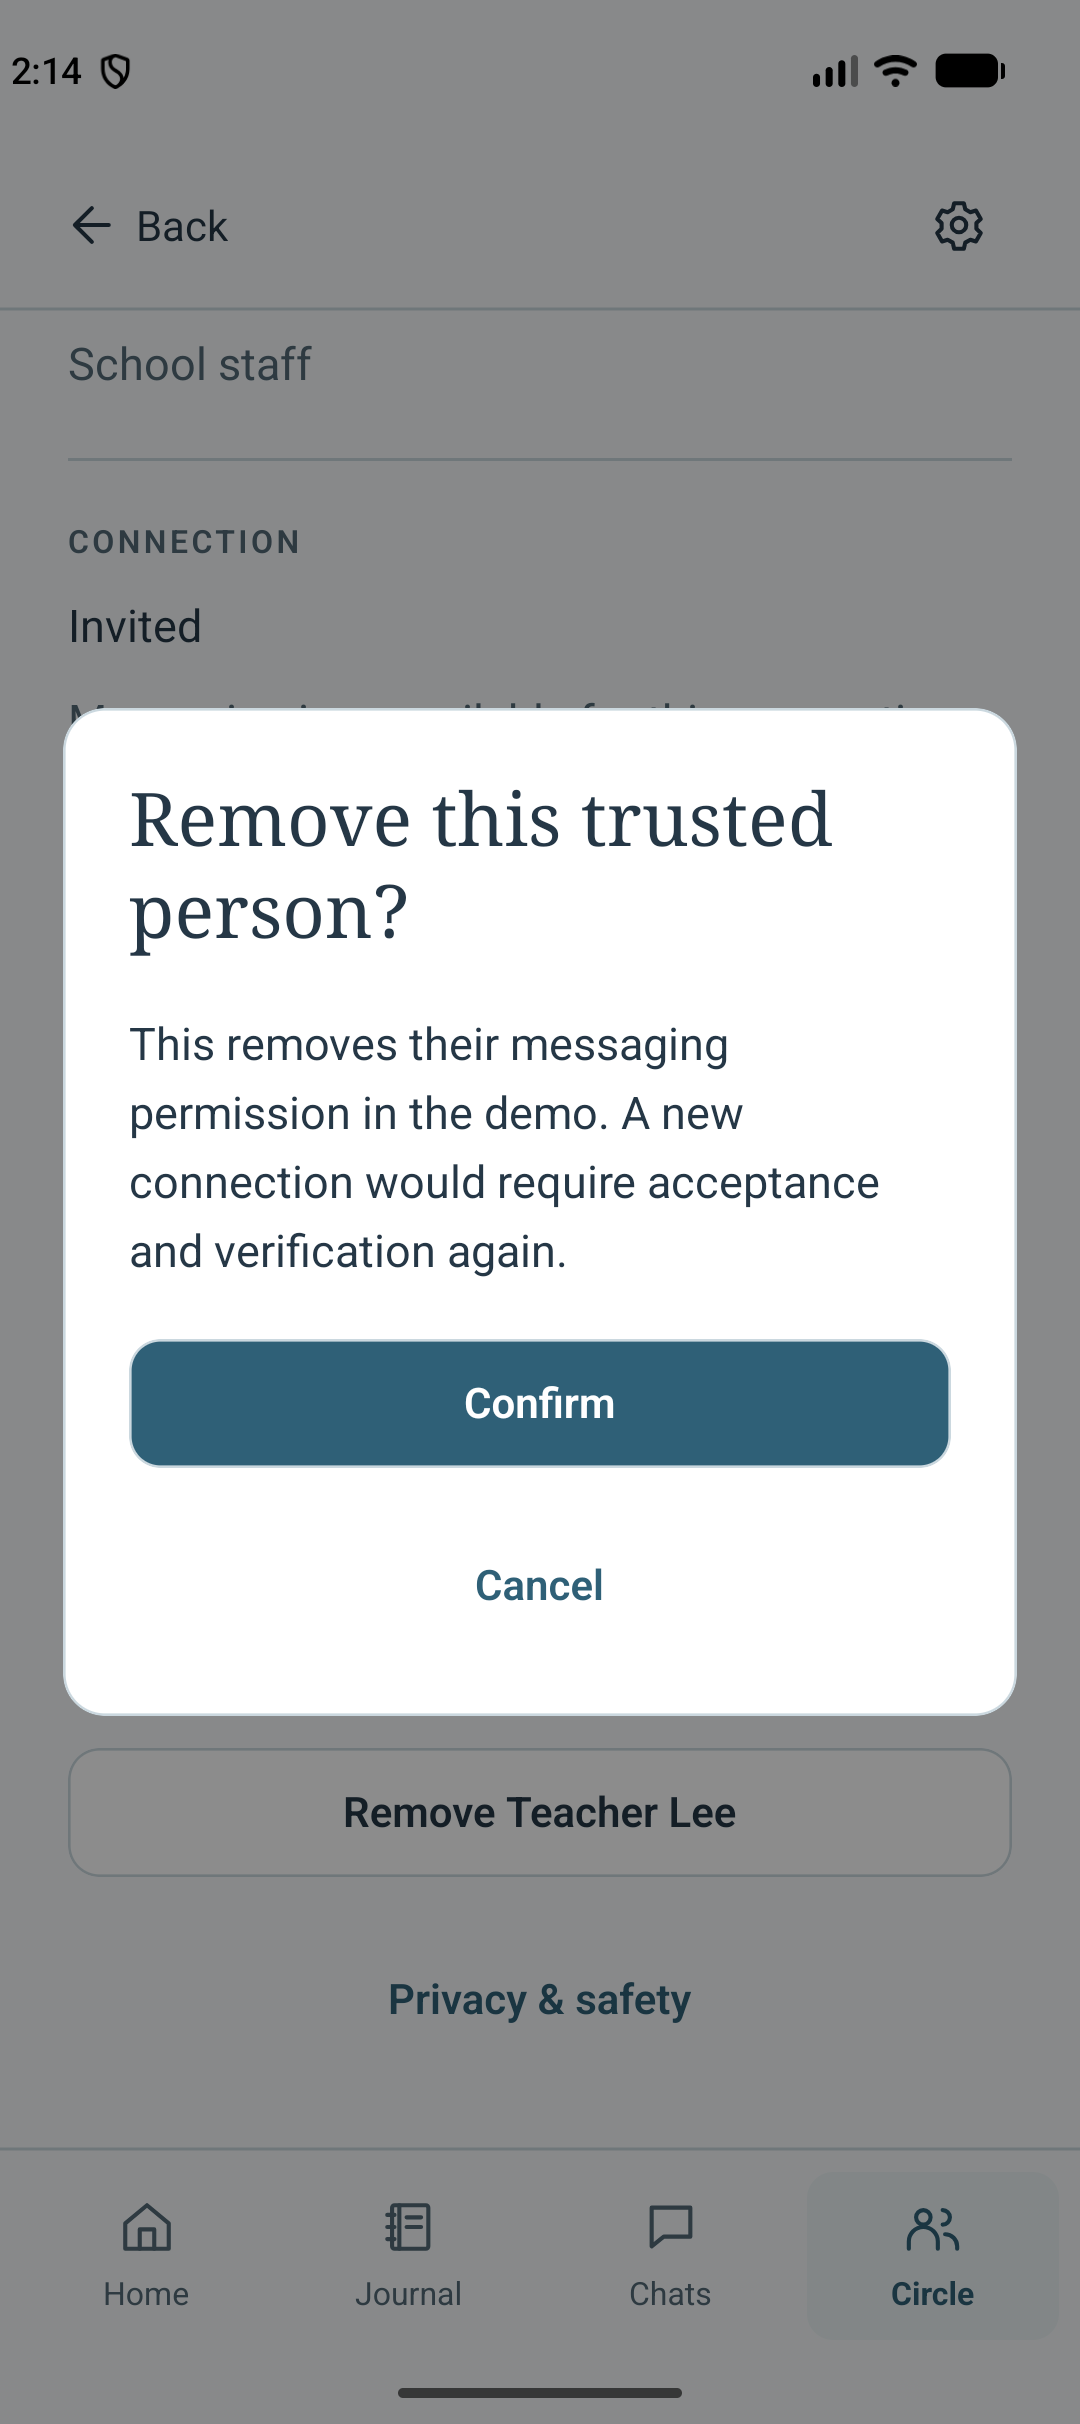 2:14
Back
School staff
CONNECTION
Invited
Remove this trusted
person?
This removes their messaging
permission in the demo. A new
connection would require acceptance
and verification again.
Confirm
Cancel
Remove Teacher Lee
Privacy & safety
Home
Journal
Chats
Circle